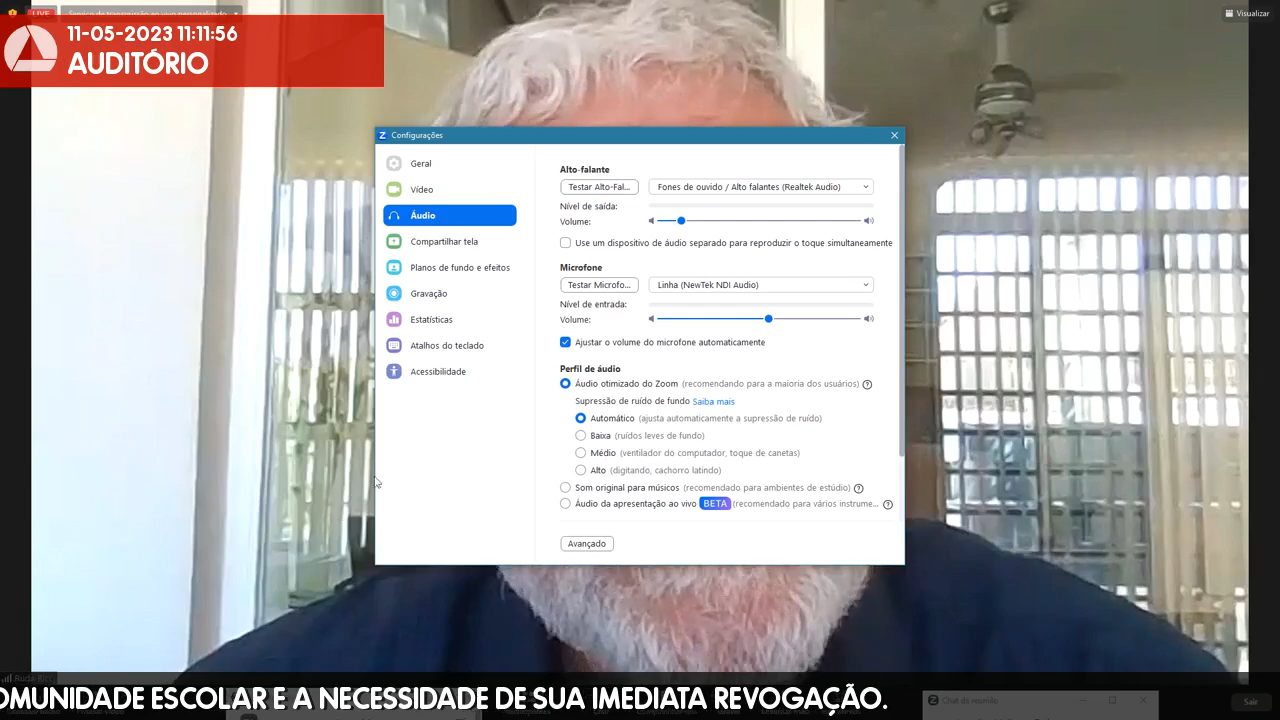 LIVE
Serviço de transmissão ao vivo personalizado
Visualizar
11-05-2023 11:11:56
AUDITÓRIO
Configurações
Geral
Vídeo
Áudio
Compartilhar tela
Planos de fundo e efeitos
Gravação
Estatísticas
Atalhos do teclado
Acessibilidade
Alto-falante
Testar Alto-Fal... Fones de ouvido / Alto falantes (Realtek Audio)
Nível de saída:
Volume:
Use um dispositivo de áudio separado para reproduzir o toque simultaneamente
Microfone
Testar Microfo... Linha (NewTek NDI Audio)
Nível de entrada:
Volume:
Ajustar o volume do microfone automaticamente
Perfil de áudio
Áudio otimizado do Zoom (recomendando para a maioria dos usuários) ?
Supressão de ruído de fundo Saiba mais
Automático (ajusta automaticamente a supressão de ruído)
Baixa (ruídos leves de fundo)
Médio (ventilador do computador, toque de canetas)
Alto (digitando, cachorro latindo)
Som original para músicos (recomendado para ambientes de estúdio) ?
Áudio da apresentação ao vivo BETA (recomendado para vários instrume... ?
Avançado
OMUNIDADE ESCOLAR E A NECESSIDADE DE SUA IMEDIATA REVOGAÇÃO.
Chat da reunião
Sair